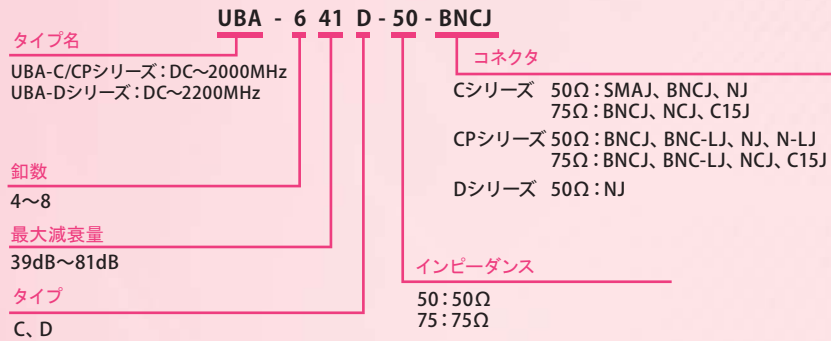 UBA - 6 41 D - 50 - BNCJ
タイプ名
UBA-C/CPシリーズ：DC～2000MHz
UBA-Dシリーズ：DC～2200MHz
釦数
4～8
最大減衰量
39dB～81dB
タイプ
C、D
コネクタ
Cシリーズ 50Ω：SMAJ、BNCJ、NJ
75Ω：BNCJ、NCJ、C15J
CPシリーズ 50Ω：BNCJ、BNC-LJ、NJ、N-LJ
75Ω：BNCJ、BNC-LJ、NCJ、C15J
Dシリーズ 50Ω：NJ
インピーダンス
50：50Ω
75：75Ω